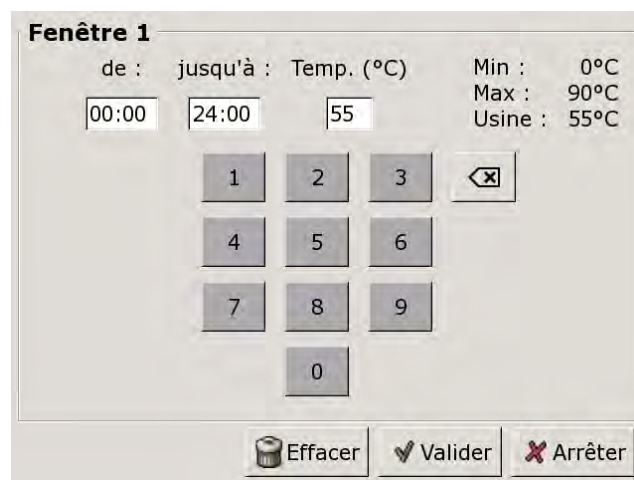 Fenêtre 1
de : jusqu'à : Temp. (°C)
00:00 24:00 55
Min : 0°C
Max : 90°C
Usine : 55°C
1 2 3
4 5 6
7 8 9
0
Effacer Valider Arrêter